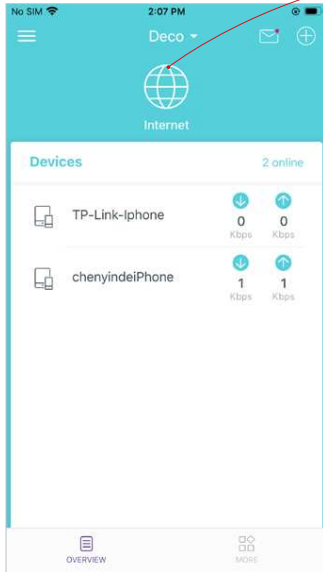 No SIM 2:07 PM
Deco
Internet
Devices 2 online
TP-Link-Iphone 0 0
Kbps Kbps
chenyindeiPhone 1 1
Kbps Kbps
OVERVIEW MORE